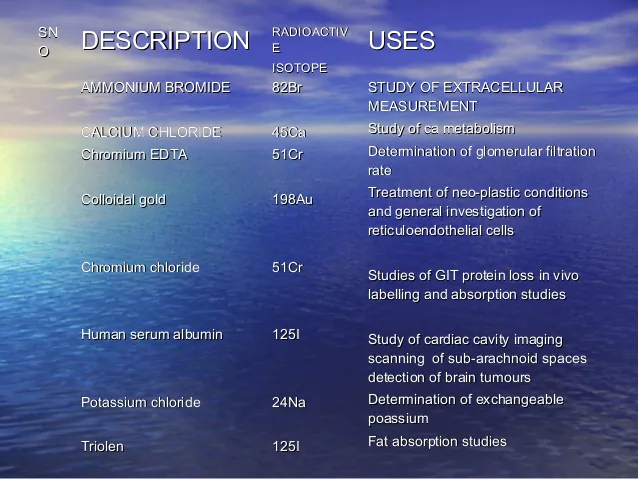 SN
O
DESCRIPTION
RADIOACTIV
E
ISOTOPE
USES
AMMONIUM BROMIDE 82Br STUDY OF EXTRACELLULAR
MEASUREMENT
CALCIUM CHLORIDE 45Ca Study of ca metabolism
Chromium EDTA 51Cr Determination of glomerular filtration
rate
Colloidal gold 198Au Treatment of neo-plastic conditions
and general investigation of
reticuloendothelial cells
Chromium chloride 51Cr Studies of GIT protein loss in vivo
labelling and absorption studies
Human serum albumin 125I Study of cardiac cavity imaging
scanning of sub-arachnoid spaces
detection of brain tumours
Potassium chloride 24Na Determination of exchangeable
poassium
Triolen 125I Fat absorption studies